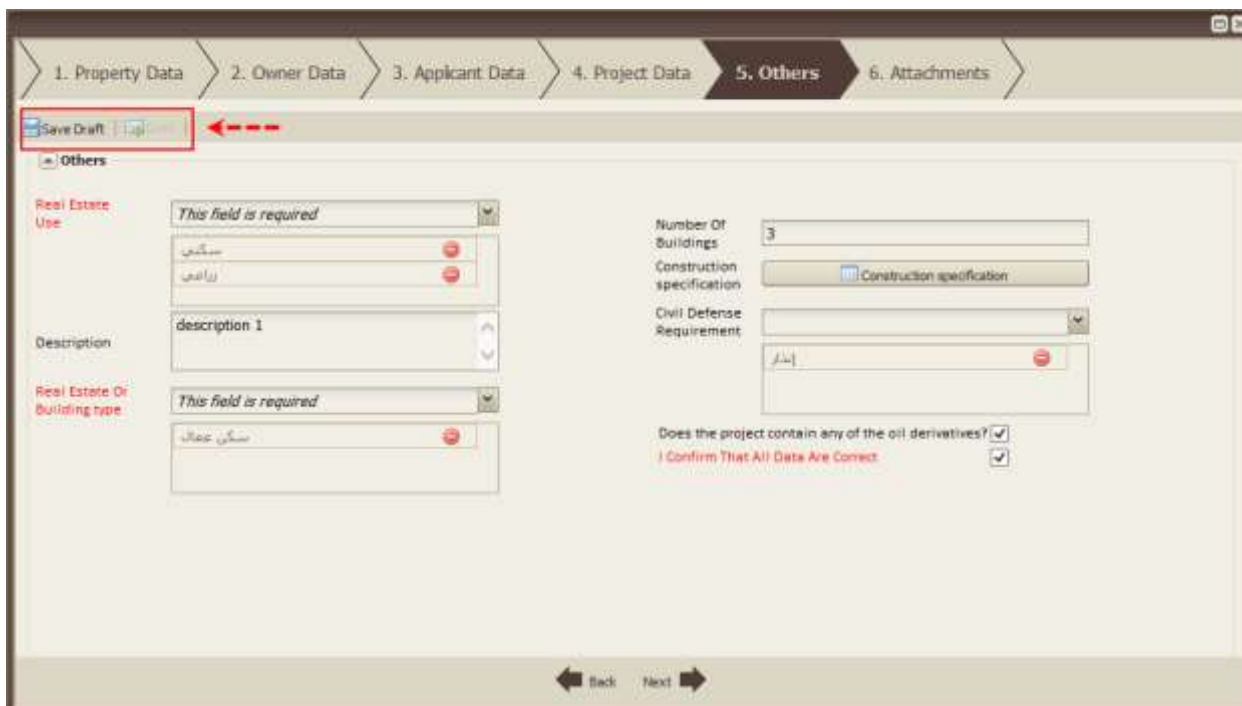 1. Property Data
2. Owner Data
3. Applicant Data
4. Project Data
5. Others
6. Attachments
Save Draft
Others
Real Estate
Use
This field is required
سكني
زراعي
Description
description 1
Real Estate Or
Building type
This field is required
سكن عمال
Number Of
Buildings
3
Construction
specification
Construction specification
Civil Defense
Requirement
إنذار
Does the project contain any of the oil derivatives?
I Confirm That All Data Are Correct
Back
Next